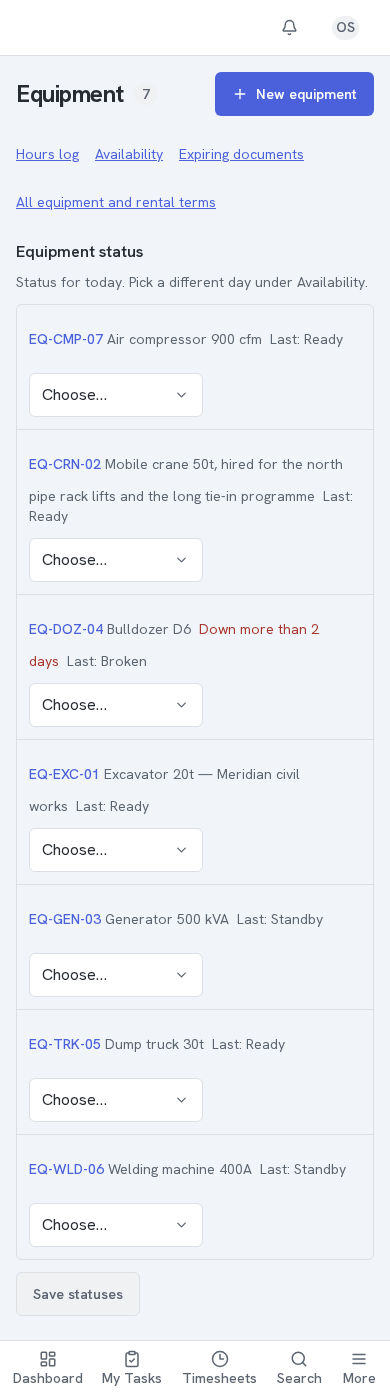 OS
Equipment 7
New equipment
Hours log Availability Expiring documents
All equipment and rental terms
Equipment status
Status for today. Pick a different day under Availability.
EQ-CMP-07 Air compressor 900 cfm Last: Ready
Choose...
EQ-CRN-02 Mobile crane 50t, hired for the north
pipe rack lifts and the long tie-in programme Last:
Ready
Choose...
EQ-DOZ-04 Bulldozer D6 Down more than 2
days Last: Broken
Choose...
EQ-EXC-01 Excavator 20t — Meridian civil
works Last: Ready
Choose...
EQ-GEN-03 Generator 500 kVA Last: Standby
Choose...
EQ-TRK-05 Dump truck 30t Last: Ready
Choose...
EQ-WLD-06 Welding machine 400A Last: Standby
Choose...
Save statuses
Dashboard My Tasks Timesheets Search More